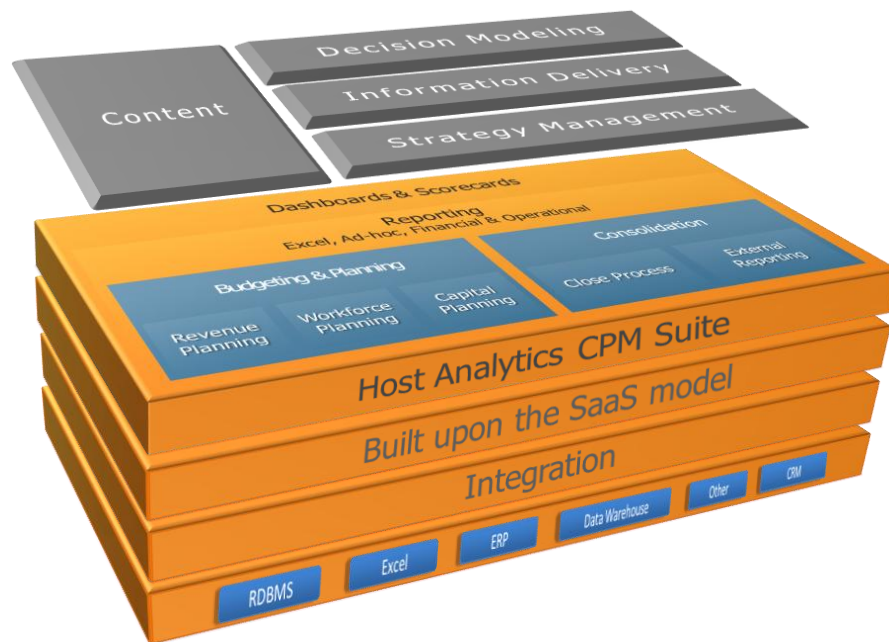 Content
Decision Modeling
Information Delivery
Strategy Management
Dashboards & Scorecards
Reporting
Excel, Ad-hoc, Financial & Operational
Budgeting & Planning
Revenue
Planning
Workforce
Planning
Capital
Planning
Consolidation
Close Process
External
Reporting
Host Analytics CPM Suite
Built upon the SaaS model
Integration
RDBMS
Excel
ERP
Data Warehouse
Other
CRM